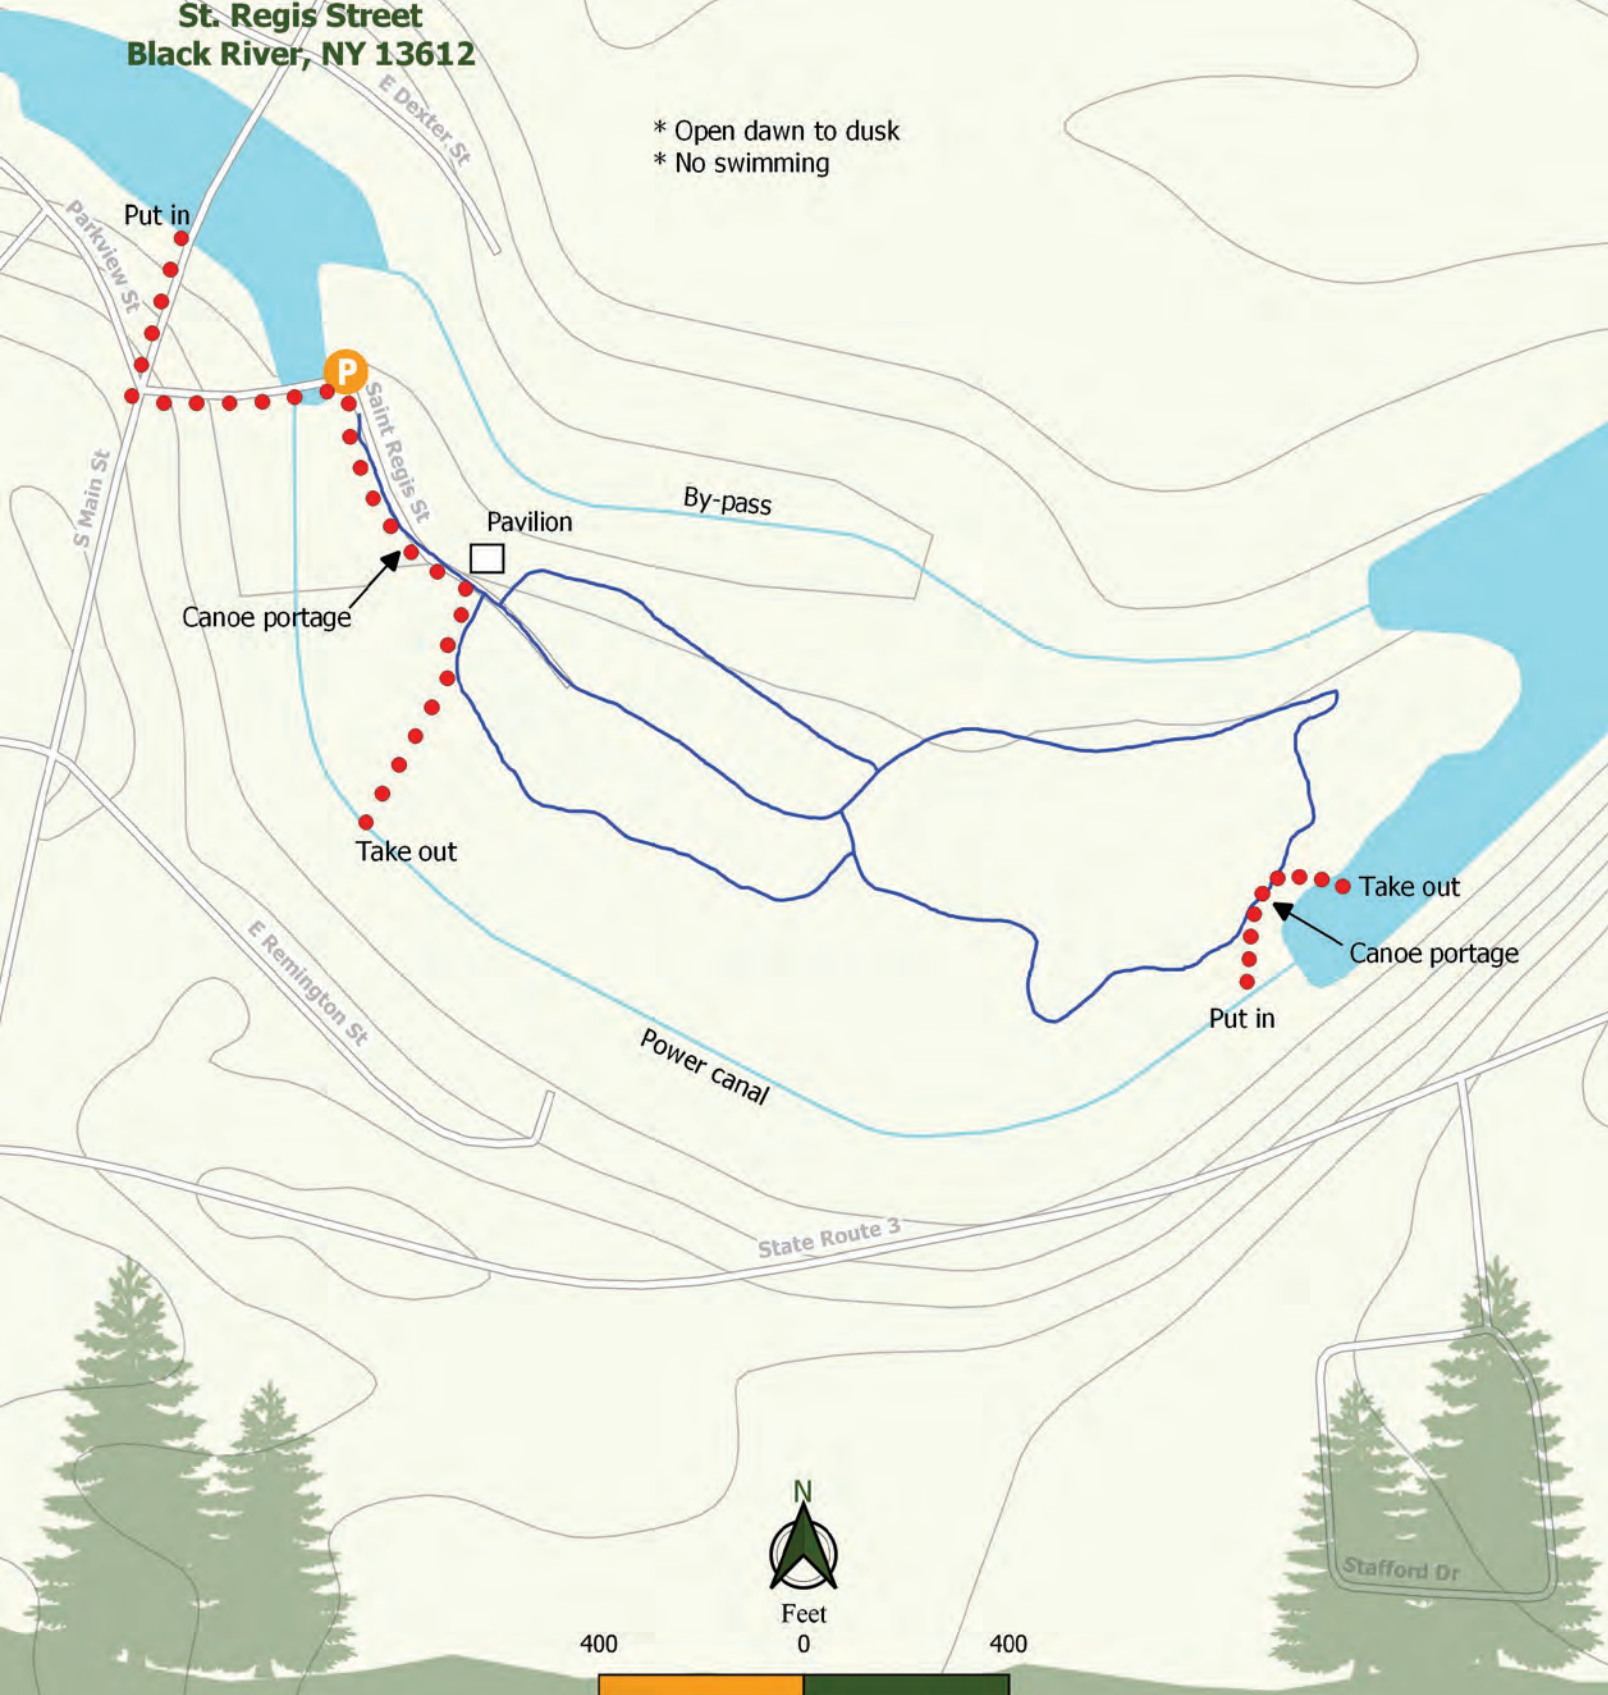 St. Regis Street
Black River, NY 13612
E Dexter St
* Open dawn to dusk
* No swimming
Put in
Parkview St
P
Saint Regis St
S Main St
By-pass
Pavilion
Canoe portage
Take out
Take out
Canoe portage
Put in
E Remington St
Power canal
State Route 3
Stafford Dr
N
Feet
400 0 400